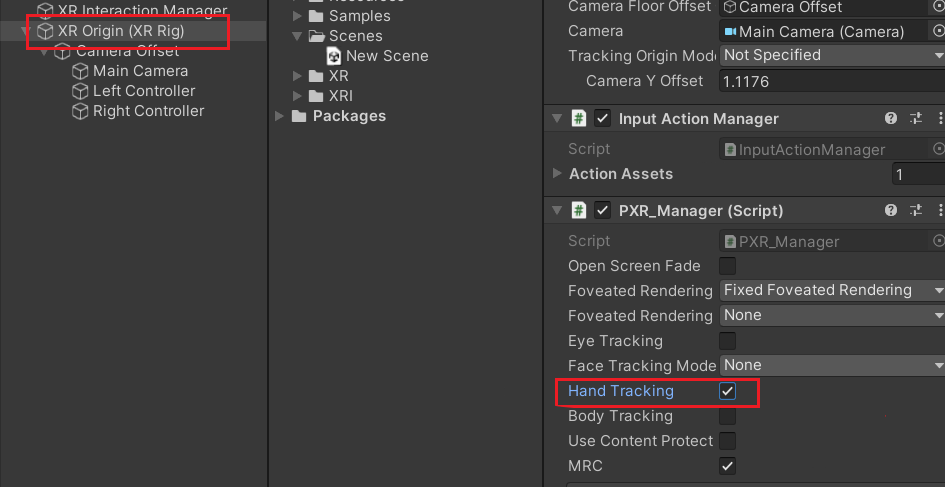 XR Interaction Manager
XR Origin (XR Rig)
Camera Offset
Main Camera
Left Controller
Right Controller
Samples
Scenes
New Scene
XR
XRI
Packages
Camera Floor Offset Camera Offset
Camera Main Camera (Camera)
Tracking Origin Mod Not Specified
Camera Y Offset 1.1176
Input Action Manager
Script InputActionManager
Action Assets 1
PXR_Manager (Script)
Script PXR_Manager
Open Screen Fade
Foveated Rendering Fixed Foveated Rendering
Foveated Rendering None
Eye Tracking
Face Tracking Mode None
Hand Tracking
Body Tracking
Use Content Protect
MRC